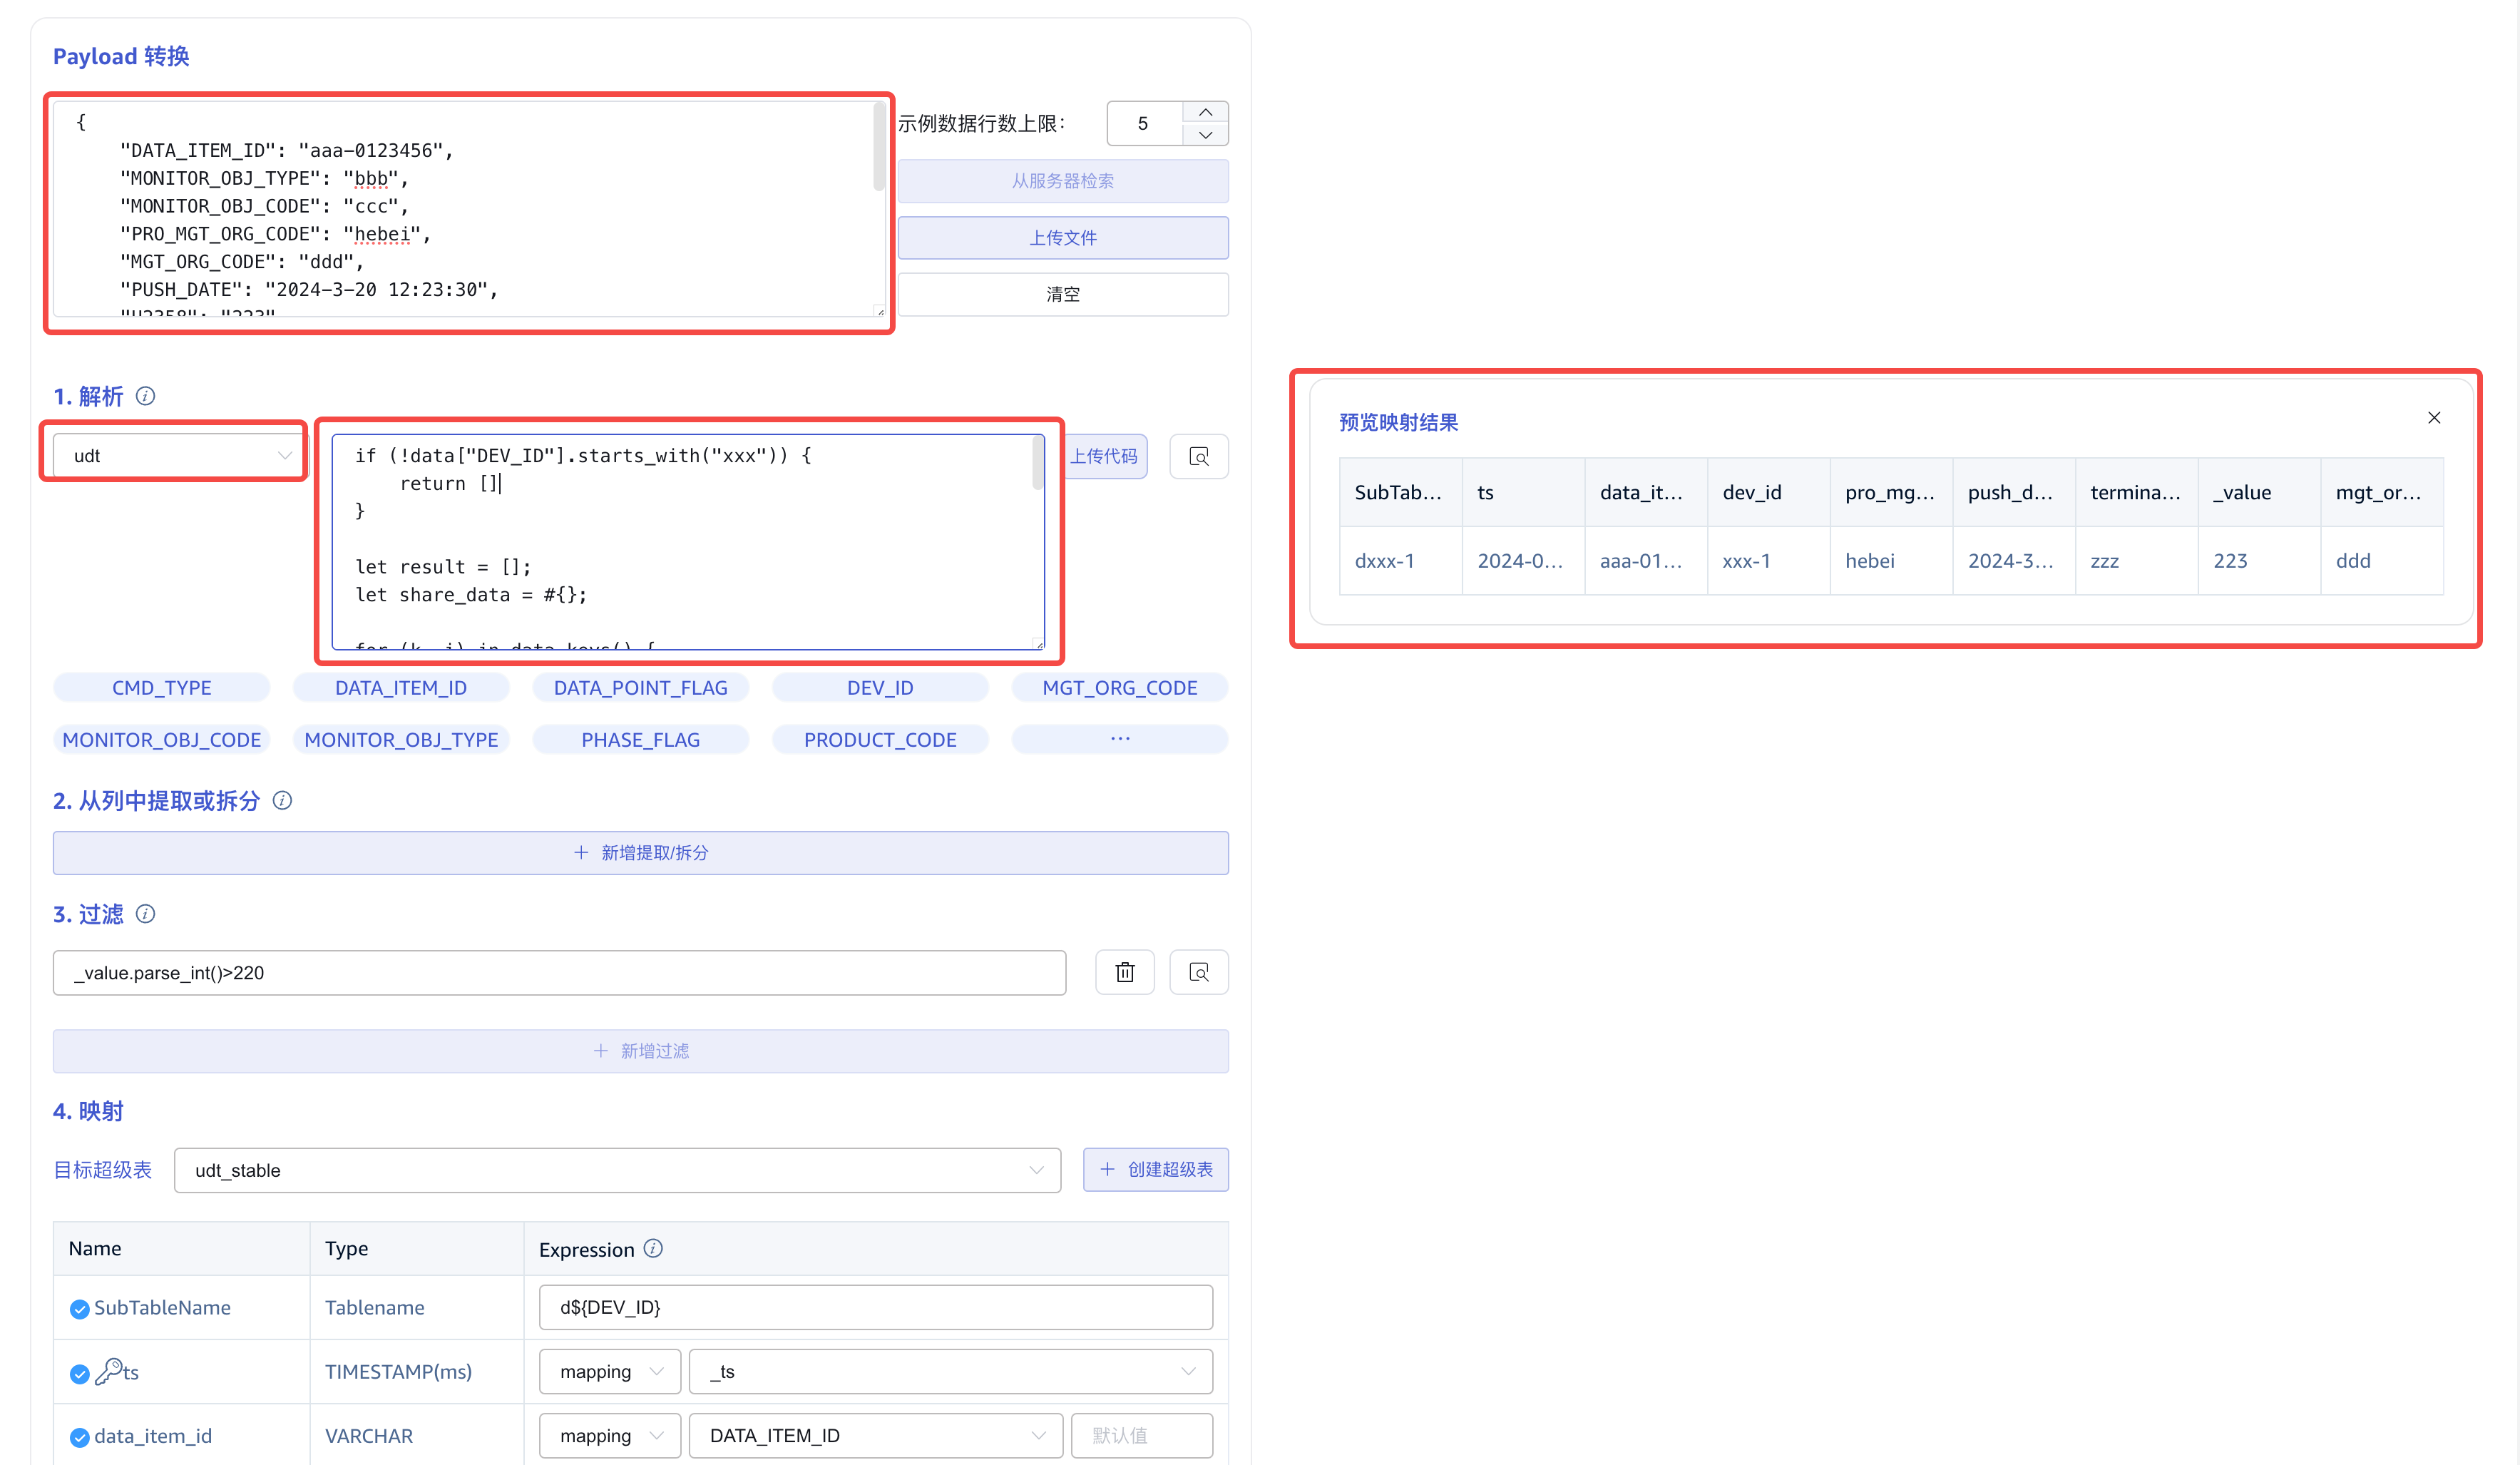 Payload 转换
{
"DATA_ITEM_ID": "aaa-0123456",
"MONITOR_OBJ_TYPE": "bbb",
"MONITOR_OBJ_CODE": "ccc",
"PRO_MGT_ORG_CODE": "hebei",
"MGT_ORG_CODE": "ddd",
"PUSH_DATE": "2024-3-20 12:23:30",
示例数据行数上限：
5
从服务器检索
上传文件
清空
1. 解析
udt
if (!data["DEV_ID"].starts_with("xxx")) {
return []
}
let result = [];
let share_data = #{};
上传代码
CMD_TYPE DATA_ITEM_ID DATA_POINT_FLAG DEV_ID MGT_ORG_CODE
MONITOR_OBJ_CODE MONITOR_OBJ_TYPE PHASE_FLAG PRODUCT_CODE ...
2. 从列中提取或拆分
+ 新增提取/拆分
3. 过滤
_value.parse_int()>220
+ 新增过滤
4. 映射
目标超级表 udt_stable + 创建超级表
Name Type Expression
SubTableName Tablename d${DEV_ID}
ts TIMESTAMP(ms) mapping _ts
data_item_id VARCHAR mapping DATA_ITEM_ID 默认值
预览映射结果
SubTab... ts data_it... dev_id pro_mg... push_d... termina... _value mgt_or...
dxxx-1 2024-0... aaa-01... xxx-1 hebei 2024-3... zzz 223 ddd